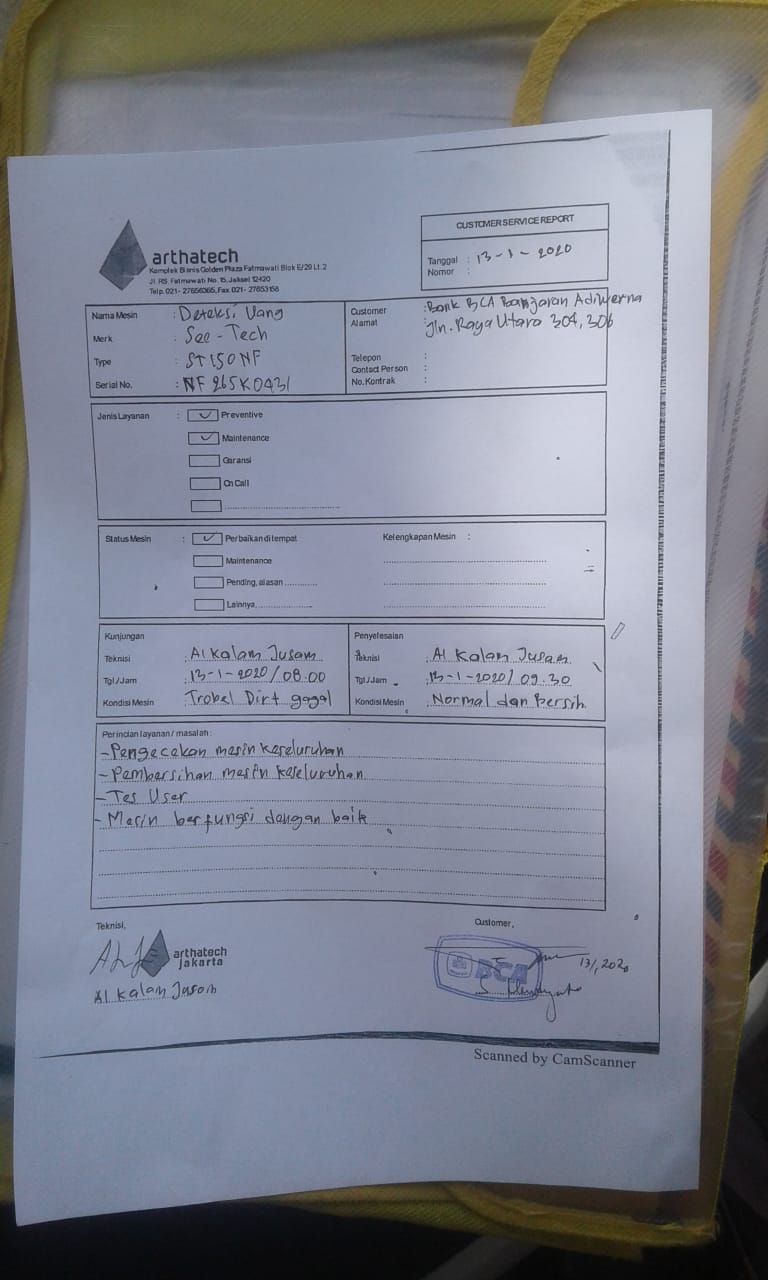 arthatech
Komplek Bisnis Golden Plaza Fatmawati Blok E/29 Lt. 2
Jl. RS. Fatmawati No. 15, Jaksel 12420
Telp. 021- 27656365, Fax. 021- 27653158
CUSTOMER SERVICE REPORT
Tanggal : 13-1-2020
Nomor :
Nama Mesin : Deteksi Uang
Merk : See-Tech
Type : ST150NF
Serial No. : NF265K0431
Customer : Bank BCA Banjaran Adiwerna
Alamat : Jln. Raya Utara 304, 306
Telepon :
Contact Person :
No. Kontrak :
Jenis Layanan : Preventive
Maintenance
Garansi
On Call
Status Mesin : Perbaikan di tempat
Maintenance
Pending, alasan
Lainnya,
Kelengkapan Mesin :
Kunjungan
Teknisi : Al Kalam Jusam
Tgl./Jam : 13-1-2020/08.00
Kondisi Mesin : Trobel Dirt gagal
Penyelesaian
Teknisi : Al Kalam Jusam
Tgl./Jam : 13-1-2020/09.30
Kondisi Mesin : Normal dan Bersih
Perincian layanan / masalah :
- Pengecekan mesin keseluruhan
- Pembersihan mesin keseluruhan
- Tes User
- Mesin berfungsi dengan baik
Teknisi,
arthatech
jakarta
Al Kalam Jusam
Customer,
BCA
13/1 2020
Scanned by CamScanner